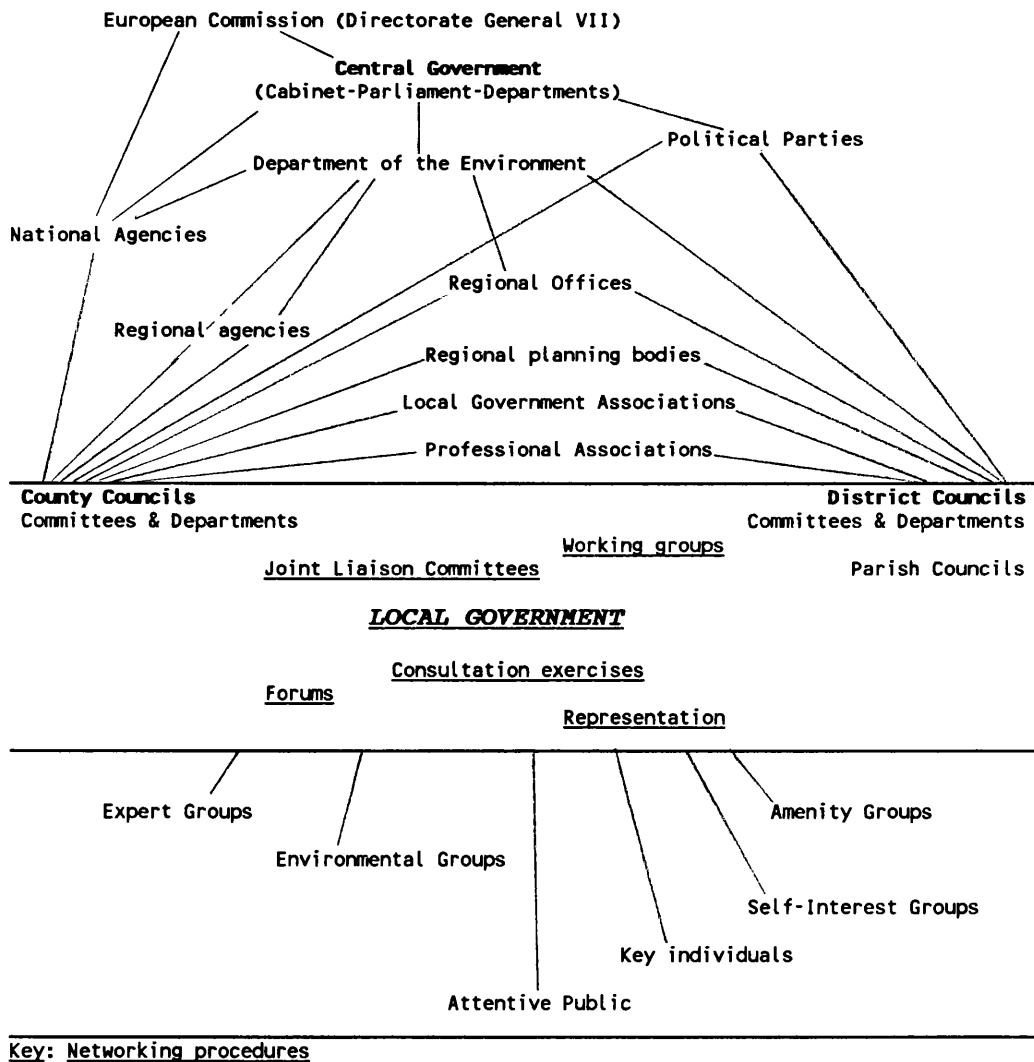 European Commission (Directorate General VII)
Central Government
(Cabinet-Parliament-Departments)
Political Parties
Department of the Environment
National Agencies
Regional Offices
Regional agencies
Regional planning bodies
Local Government Associations
Professional Associations
County Councils District Councils
Committees & Departments Committees & Departments
Working groups
Joint Liaison Committees Parish Councils
LOCAL GOVERNMENT
Consultation exercises
Forums
Representation
Expert Groups Amenity Groups
Environmental Groups
Self-Interest Groups
Key individuals
Attentive Public
Key: Networking procedures